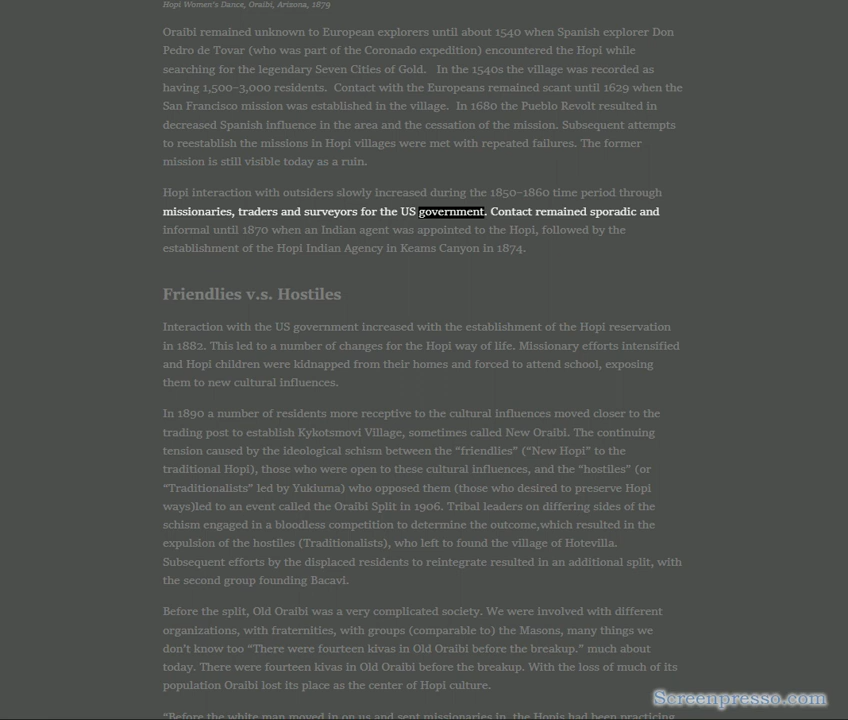 Hopi Women's Dance, Oraibi, Arizona, 1879
Oraibi remained unknown to European explorers until about 1540 when Spanish explorer Don
Pedro de Tovar (who was part of the Coronado expedition) encountered the Hopi while
searching for the legendary Seven Cities of Gold.   In the 1540s the village was recorded as
having 1,500–3,000 residents.  Contact with the Europeans remained scant until 1629 when the
San Francisco mission was established in the village.  In 1680 the Pueblo Revolt resulted in
decreased Spanish influence in the area and the cessation of the mission. Subsequent attempts
to reestablish the missions in Hopi villages were met with repeated failures. The former
mission is still visible today as a ruin.
Hopi interaction with outsiders slowly increased during the 1850–1860 time period through
missionaries, traders and surveyors for the US government. Contact remained sporadic and
informal until 1870 when an Indian agent was appointed to the Hopi, followed by the
establishment of the Hopi Indian Agency in Keams Canyon in 1874.
Friendlies v.s. Hostiles
Interaction with the US government increased with the establishment of the Hopi reservation
in 1882. This led to a number of changes for the Hopi way of life. Missionary efforts intensified
and Hopi children were kidnapped from their homes and forced to attend school, exposing
them to new cultural influences.
In 1890 a number of residents more receptive to the cultural influences moved closer to the
trading post to establish Kykotsmovi Village, sometimes called New Oraibi. The continuing
tension caused by the ideological schism between the “friendlies” (“New Hopi” to the
traditional Hopi), those who were open to these cultural influences, and the “hostiles” (or
“Traditionalists” led by Yukiuma) who opposed them (those who desired to preserve Hopi
ways)led to an event called the Oraibi Split in 1906. Tribal leaders on differing sides of the
schism engaged in a bloodless competition to determine the outcome,which resulted in the
expulsion of the hostiles (Traditionalists), who left to found the village of Hotevilla.
Subsequent efforts by the displaced residents to reintegrate resulted in an additional split, with
the second group founding Bacavi.
Before the split, Old Oraibi was a very complicated society. We were involved with different
organizations, with fraternities, with groups (comparable to) the Masons, many things we
don’t know too “There were fourteen kivas in Old Oraibi before the breakup.” much about
today. There were fourteen kivas in Old Oraibi before the breakup. With the loss of much of its
population Oraibi lost its place as the center of Hopi culture.
“Before the white man moved in on us and sent missionaries in, the Hopis had been practicing
Screenpresso.com